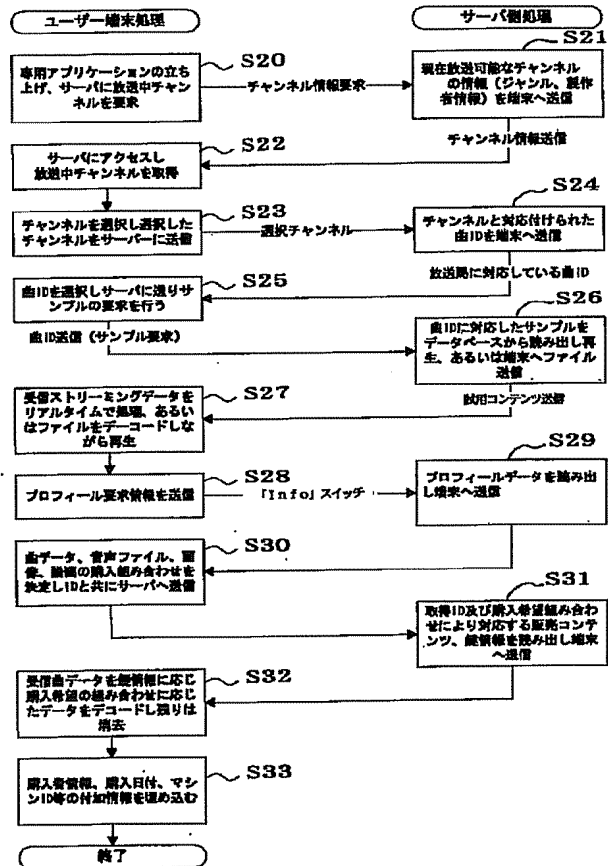 ユーザー端末処理
サーバ側処理
S20
専用アプリケーションの立ち
上げ、サーバに放送中チャン
ネルを要求
チャンネル情報要求
S21
現在放送可能なチャンネル
の情報(ジャンル、製作
者情報)を端末へ送信
チャンネル情報送信
S22
サーバにアクセスし
放送中チャンネルを取得
S23
チャンネルを選択し選択した
チャンネルをサーバーに送信
選択チャンネル
S24
チャンネルと対応付けられた
曲IDを端末へ送信
放送局に対応している曲ID
S25
曲IDを選択しサーバに送りサ
ンプルの要求を行う
曲ID送信(サンプル要求)
S26
曲IDに対応したサンプルを
データベースから読み出し再
生、あるいは端末へファイル
送信
試用コンテンツ送信
S27
受信ストリーミングデータを
リアルタイムで処理、あるい
はファイルをデーコードしな
がら再生
S28
プロフィール要求情報を送信
「Info」スイッチ
S29
プロフィールデータを読み出
し端末へ送信
S30
曲データ、音声ファイル、画
像、動画の購入組み合わせを
決定しIDと共にサーバへ送信
S31
取得ID及び購入希望組み合わ
せにより対応する販売コンテ
ンツ、鍵情報を読み出し端末
へ送信
S32
受信曲データを鍵情報に応じ
購入希望の組み合わせに応じ
たデータをデコードし残りは
消去
S33
購入者情報、購入日付、マシ
ンID等の付加情報を埋め込む
終了